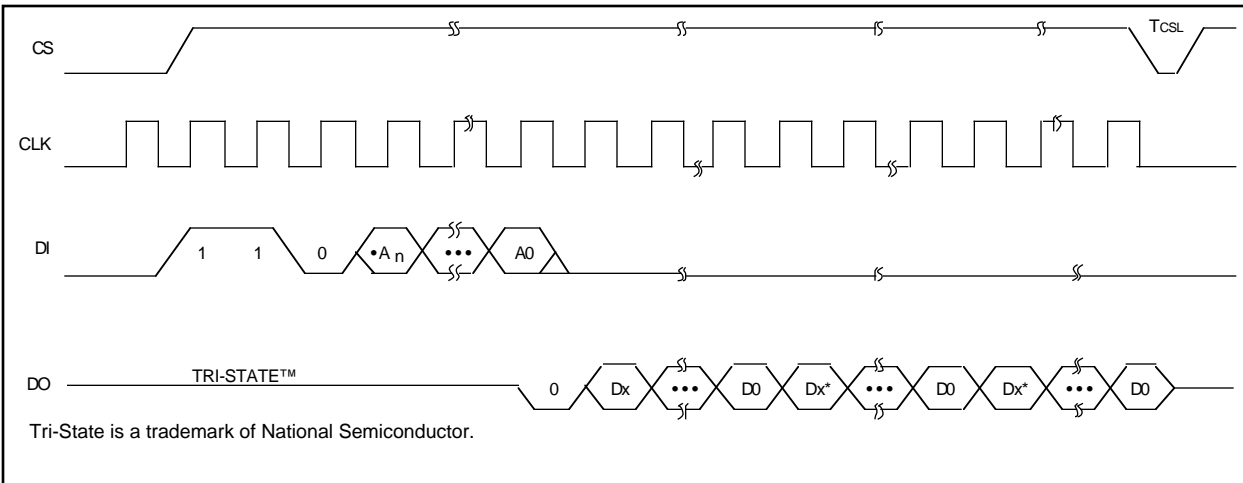 CS TCSL
CLK
DI 1 1 0 •An ••• A0
DO TRI-STATE™ 0 Dx ••• D0 Dx* ••• D0 Dx* ••• D0
Tri-State is a trademark of National Semiconductor.